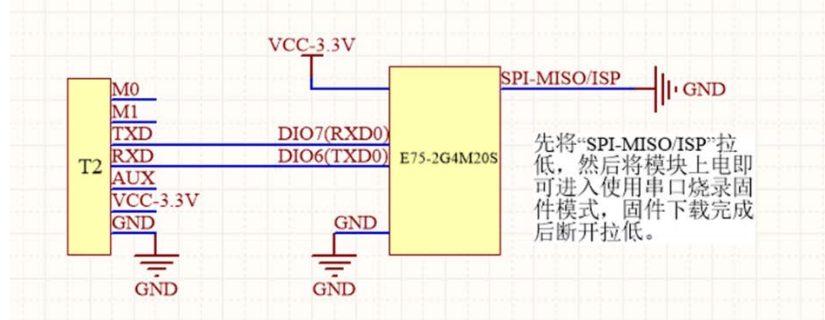 VCC-3.3V
SPI-MISO/ISP
GND
M0
M1
TXD
DIO7(RXD0)
RXD
DIO6(TXD0)
E75-2G4M20S
T2
AUX
VCC-3.3V
GND
GND
GND
GND
先将“SPI-MISO/ISP”拉
低，然后将模块上电即
可进入使用串口烧录固
件模式，固件下载完成
后断开拉低。